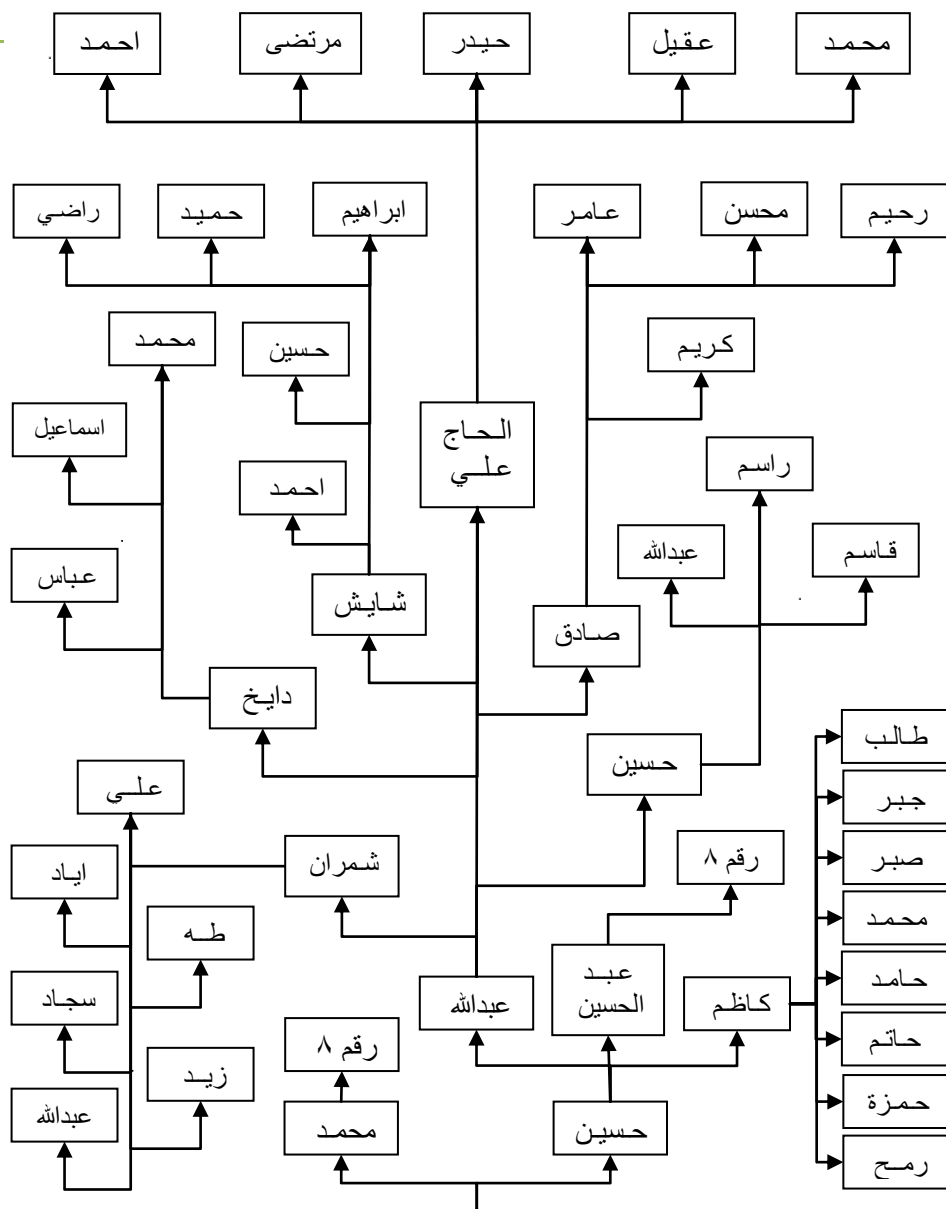 محمد
عقيل
حيدر
مرتضى
احمد
رحيم
محسن
عامر
ابراهيم
حميد
راضي
كريم
حسين
محمد
الحاج
علي
اسماعيل
راسم
احمد
قاسم
عبدالله
عباس
شايش
صادق
دايخ
طالب
حسين
علي
جبر
رقم ٨
صبر
شمران
اياد
محمد
طه
حامد
عبد
الحسين
كاظم
عبدالله
سجاد
حاتم
رقم ٨
زيد
حمزة
عبدالله
حسين
محمد
رمح